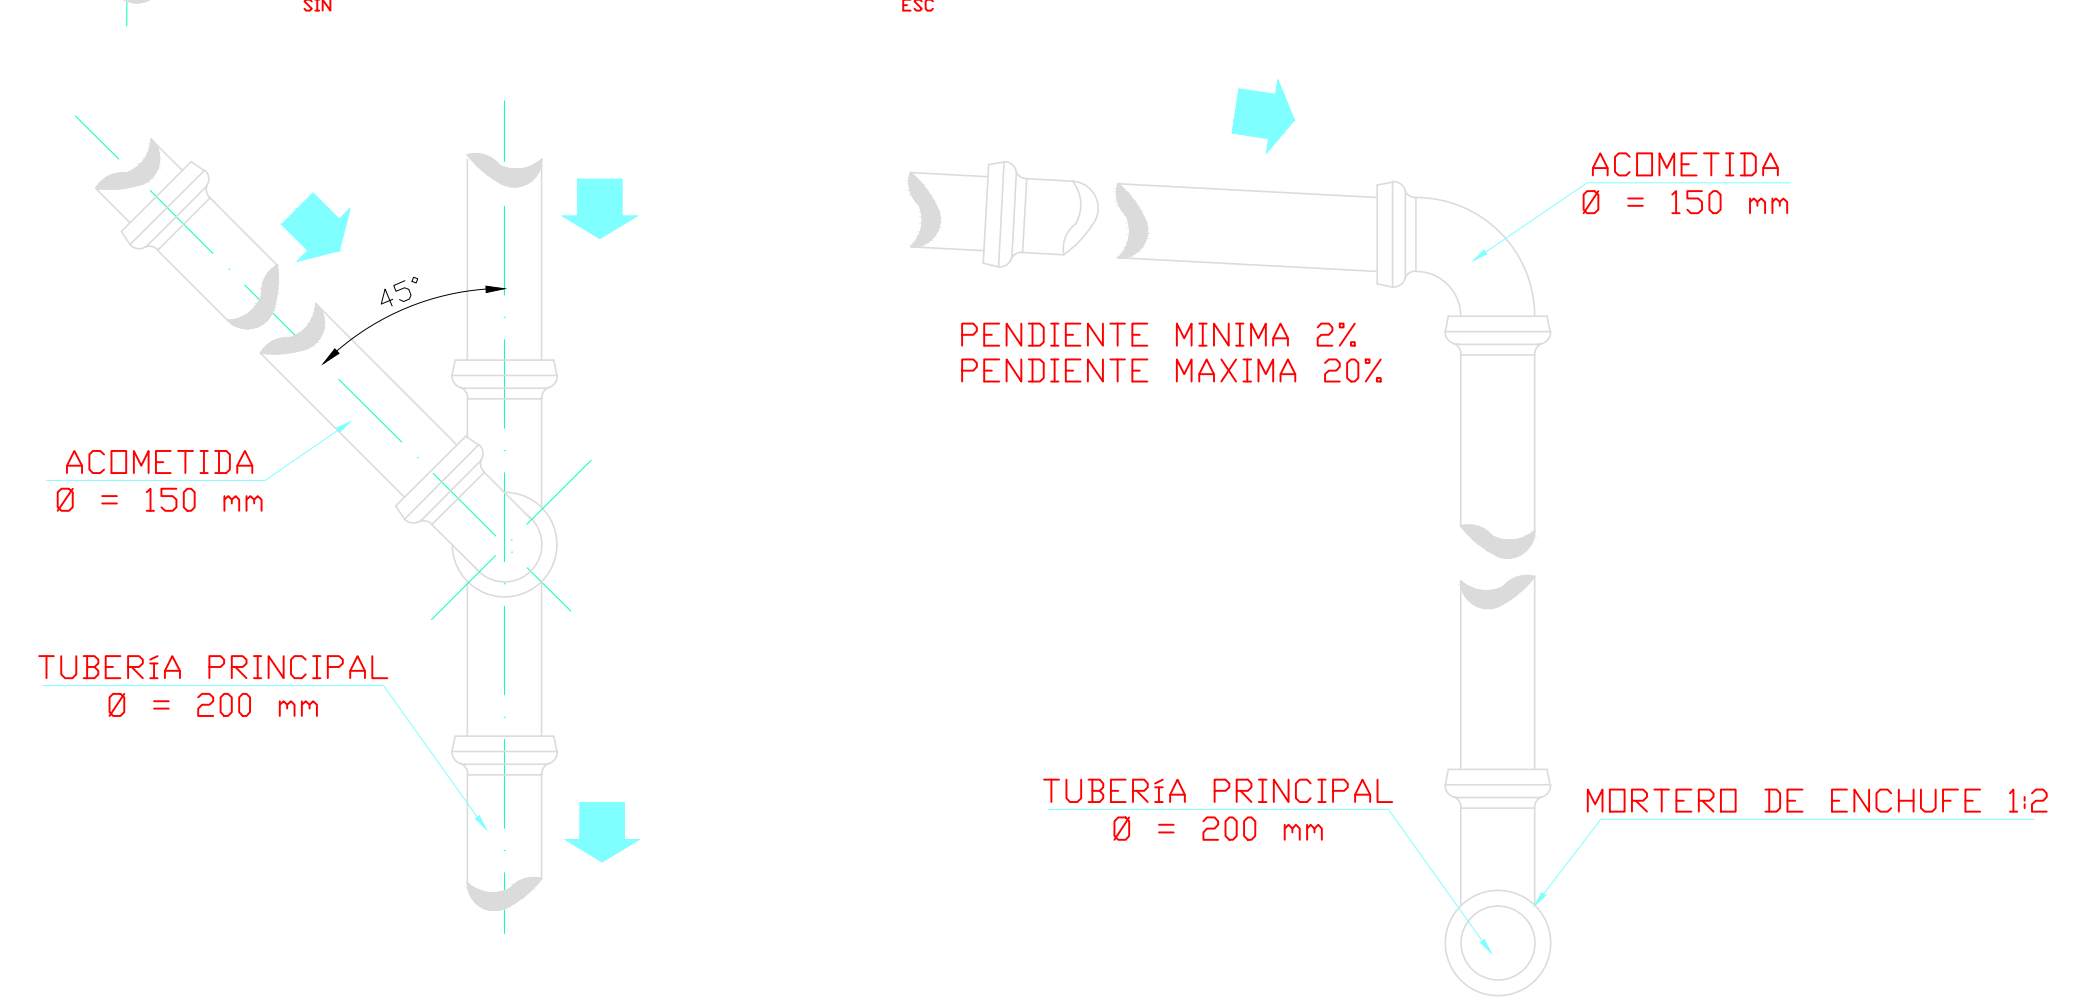 SIN
ESC
45°
ACOMETIDA
Ø = 150 mm
TUBERíA PRINCIPAL
Ø = 200 mm
ACOMETIDA
Ø = 150 mm
PENDIENTE MINIMA 2%
PENDIENTE MAXIMA 20%
TUBERíA PRINCIPAL
Ø = 200 mm
MORTERO DE ENCHUFE 1:2